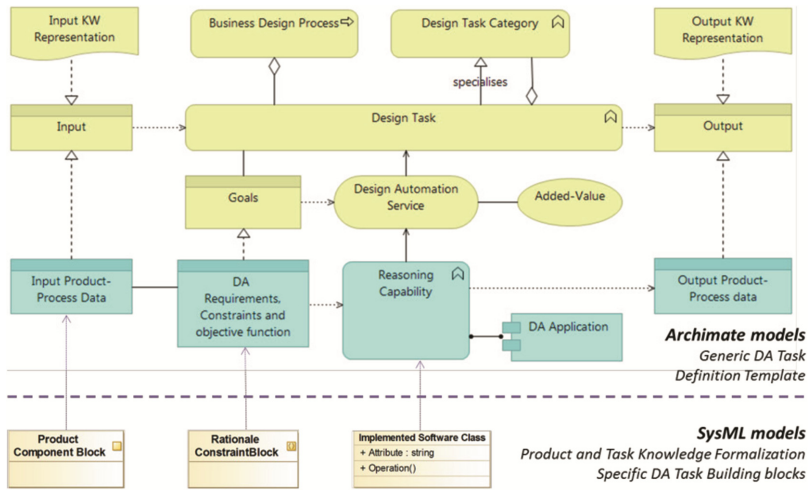 Input KW
Representation
Business Design Process
Design Task Category
Output KW
Representation
specialises
Input
Design Task
Output
Goals
Design Automation
Service
Added-Value
Input Product-
Process Data
DA
Requirements,
Constraints and
objective function
Reasoning
Capability
Output Product-
Process data
DA Application
Archimate models
Generic DA Task
Definition Template
Product
Component Block
Rationale
ConstraintBlock
{}
Implemented Software Class
+ Attribute : string
+ Operation()
SysML models
Product and Task Knowledge Formalization
Specific DA Task Building blocks